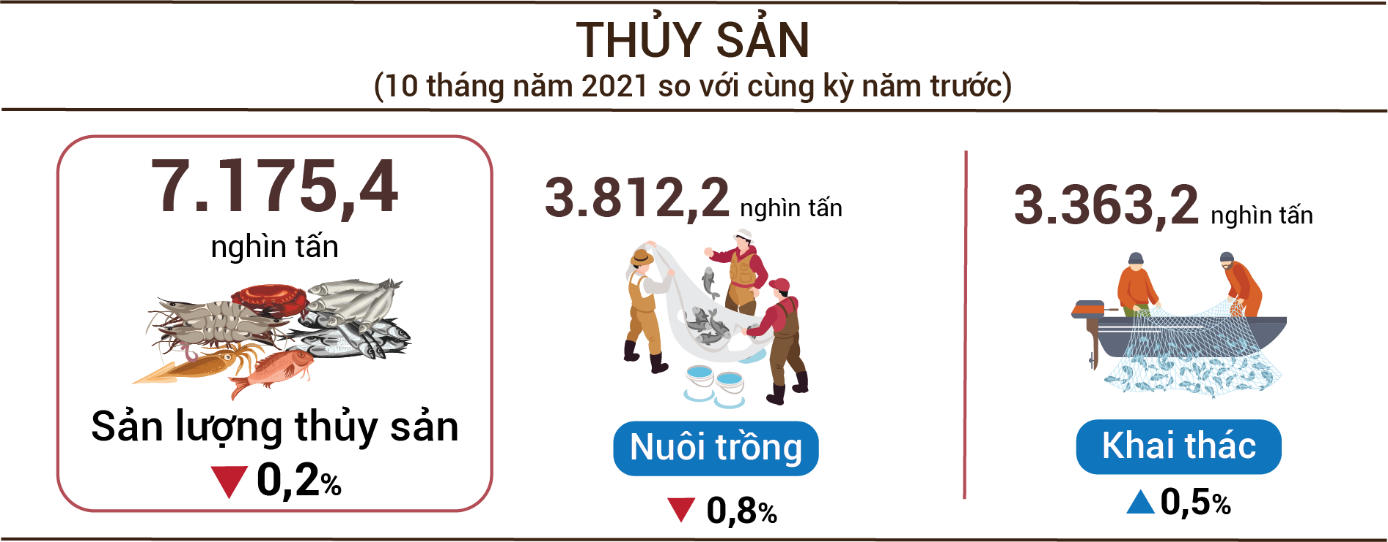 THỦY SẢN
(10 tháng năm 2021 so với cùng kỳ năm trước)
7.175,4
nghìn tấn
Sản lượng thủy sản
0,2%
3.812,2 nghìn tấn
Nuôi trồng
0,8%
3.363,2 nghìn tấn
Khai thác
0,5%